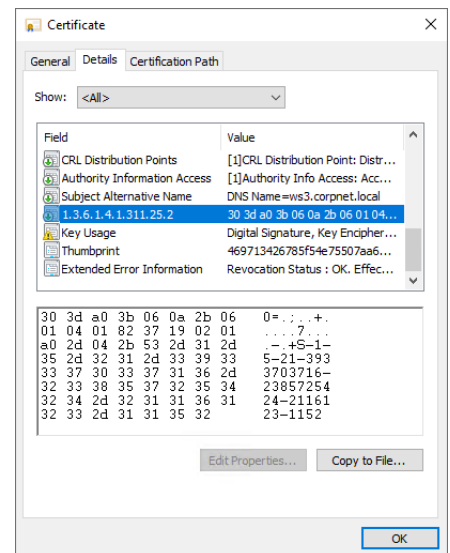 Certificate
General Details Certification Path
Show: <All>
Field Value
CRL Distribution Points [1]CRL Distribution Point: Distr...
Authority Information Access [1]Authority Info Access: Acc...
Subject Alternative Name DNS Name=ws3.corpnet.local
1.3.6.1.4.1.311.25.2 30 3d a0 3b 06 0a 2b 06 01 04...
Key Usage Digital Signature, Key Encipher...
Thumbprint 469713426785f54e75507aa6...
Extended Error Information Revocation Status : OK. Effec...
30 3d a0 3b 06 0a 2b 06 0=.;..+.
01 04 01 82 37 19 02 01 ....7...
a0 2d 04 2b 53 2d 31 2d .-.+S-1-
35 2d 32 31 2d 33 39 33 5-21-393
33 37 30 33 37 31 36 2d 3703716-
32 33 38 35 37 32 35 34 23857254
32 34 2d 32 31 31 36 31 24-21161
32 33 2d 31 31 35 32 23-1152
Edit Properties... Copy to File...
OK